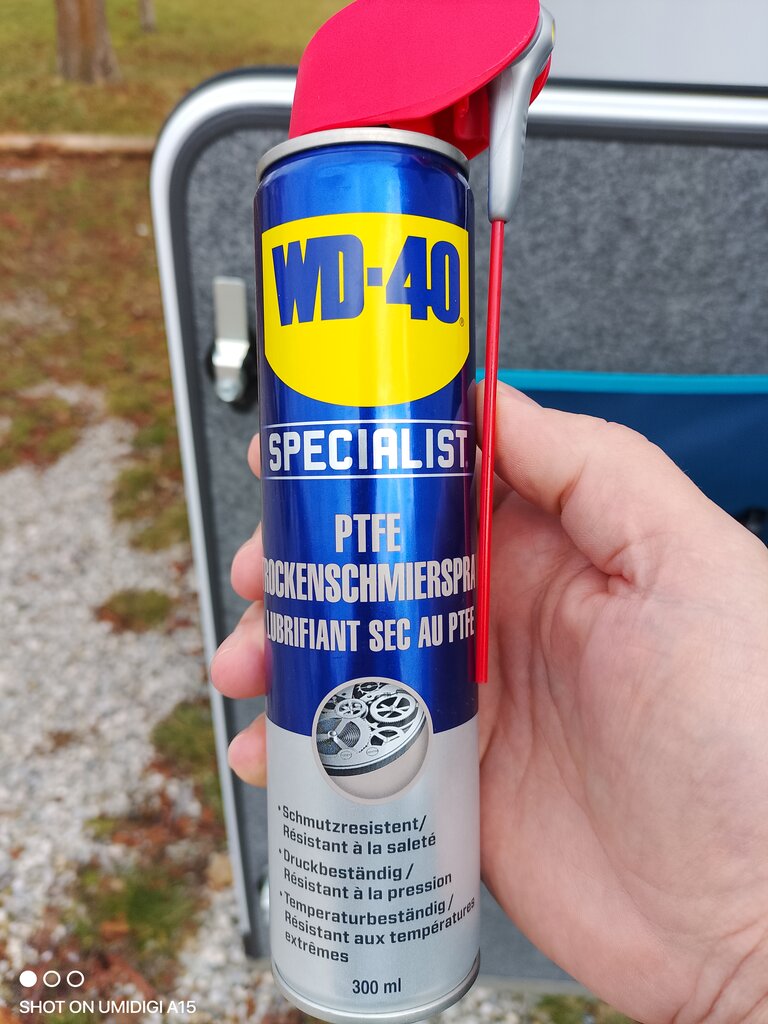 WD-40®
SPECIALIST.
PTFE
ROCKENSCHMIERSPRA
LUBRIFIANT SEC AU PTFE
•Schmutzresistent/
Résistant à la saleté
•Druckbeständig/
Résistant à la pression
•Temperaturbeständig/
Résistant aux températures
extrêmes
300 ml
SHOT ON UMIDIGI A15